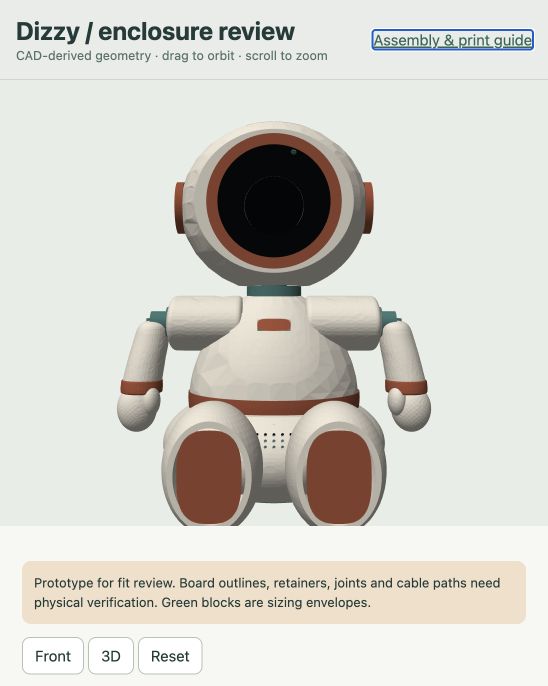 Dizzy / enclosure review
CAD-derived geometry · drag to orbit · scroll to zoom
Assembly & print guide
Prototype for fit review. Board outlines, retainers, joints and cable paths need
physical verification. Green blocks are sizing envelopes.
Front
3D
Reset